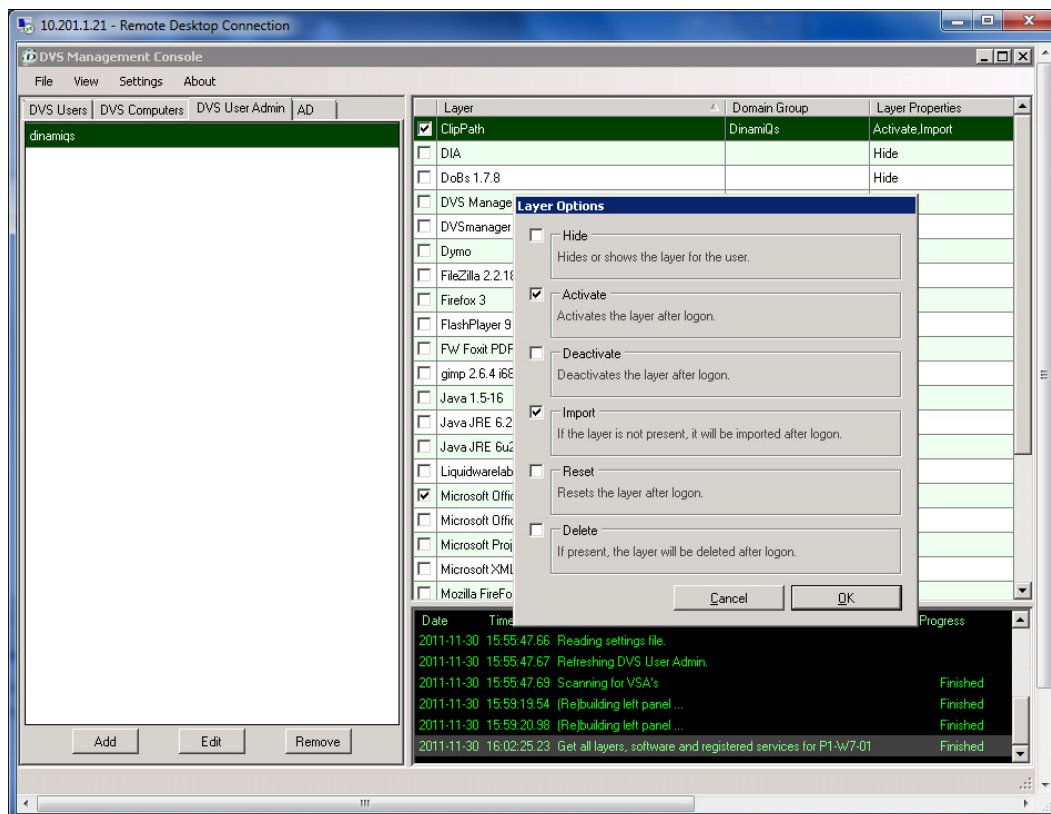 10.201.1.21 - Remote Desktop Connection
DVS Management Console
File View Settings About
DVS Users DVS Computers DVS User Admin AD
dinamiqs
Add Edit Remove
Layer Domain Group Layer Properties
ClipPath DinamiQs Activate,Import
DIA Hide
DoBs 1.7.8 Hide
DVS Manage
DVSmanager
Dymo
FileZilla 2.2.18
Firefox 3
FlashPlayer 9
FW Foxit PDF
gimp 2.6.4 i68
Java 1.5-16
Java JRE 6.2
Java JRE 6u2
Liquidwarelab
Microsoft Offic
Microsoft Offic
Microsoft Proj
Microsoft XML
Mozilla FireFo
Layer Options
Hide
Hides or shows the layer for the user.
Activate
Activates the layer after logon.
Deactivate
Deactivates the layer after logon.
Import
If the layer is not present, it will be imported after logon.
Reset
Resets the layer after logon.
Delete
If present, the layer will be deleted after logon.
Cancel OK
Date Time Progress
2011-11-30 15:55:47.66 Reading settings file.
2011-11-30 15:55:47.67 Refreshing DVS User Admin.
2011-11-30 15:55:47.69 Scanning for VSA's Finished
2011-11-30 15:59:19.54 (Re)building left panel ... Finished
2011-11-30 15:59:20.98 (Re)building left panel ... Finished
2011-11-30 16:02:25.23 Get all layers, software and registered services for P1-W7-01 Finished